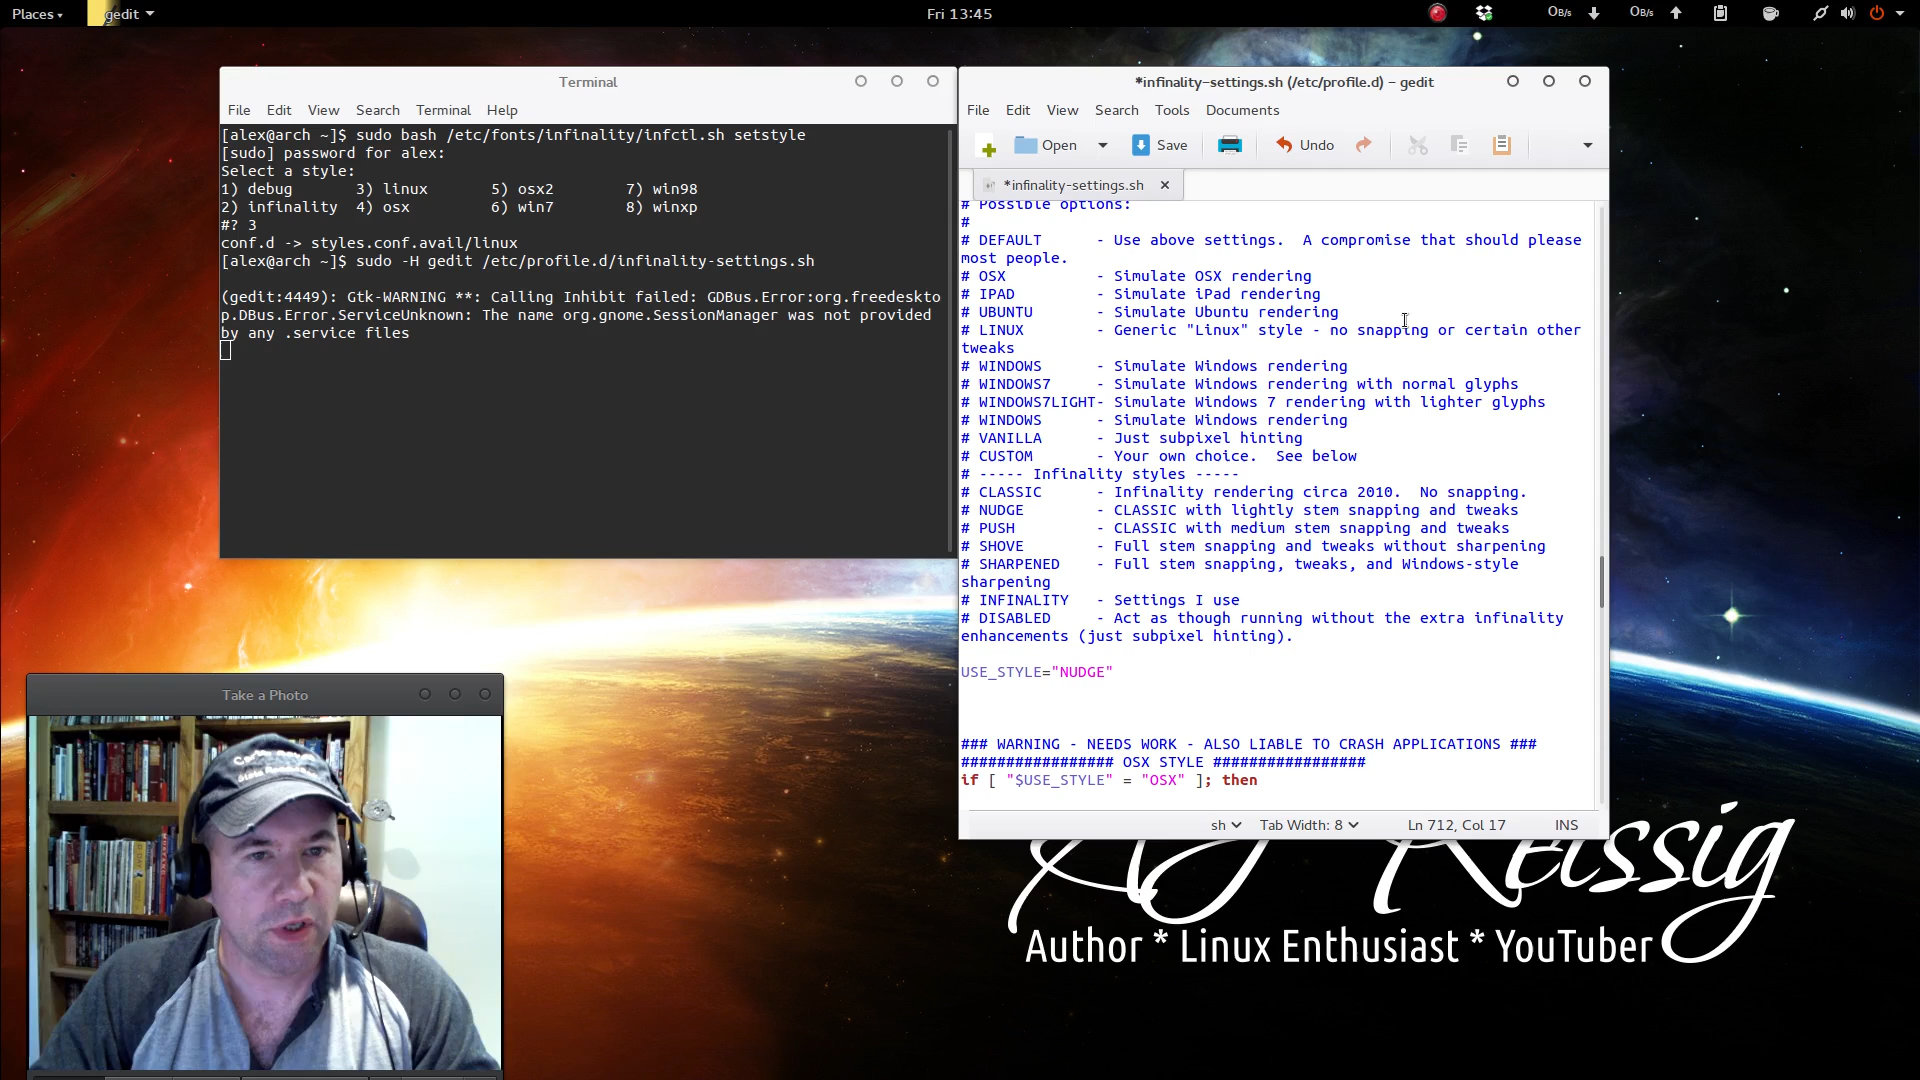 Places
gedit
Fri 13:45
0B/s
0B/s
Terminal
File Edit View Search Terminal Help
[alex@arch ~]$ sudo bash /etc/fonts/infinality/infctl.sh setstyle
[sudo] password for alex:
Select a style:
1) debug 3) linux 5) osx2 7) win98
2) infinality 4) osx 6) win7 8) winxp
#? 3
conf.d -> styles.conf.avail/linux
[alex@arch ~]$ sudo -H gedit /etc/profile.d/infinality-settings.sh
(gedit:4449): Gtk-WARNING **: Calling Inhibit failed: GDBus.Error:org.freedeskto
p.DBus.Error.ServiceUnknown: The name org.gnome.SessionManager was not provided
by any .service files
*infinality-settings.sh (/etc/profile.d) – gedit
File Edit View Search Tools Documents
Open Save Undo
*infinality-settings.sh
# Possible options:
#
# DEFAULT - Use above settings. A compromise that should please
most people.
# OSX - Simulate OSX rendering
# IPAD - Simulate iPad rendering
# UBUNTU - Simulate Ubuntu rendering
# LINUX - Generic "Linux" style - no snapping or certain other
tweaks
# WINDOWS - Simulate Windows rendering
# WINDOWS7 - Simulate Windows rendering with normal glyphs
# WINDOWS7LIGHT- Simulate Windows 7 rendering with lighter glyphs
# WINDOWS - Simulate Windows rendering
# VANILLA - Just subpixel hinting
# CUSTOM - Your own choice. See below
# ----- Infinality styles -----
# CLASSIC - Infinality rendering circa 2010. No snapping.
# NUDGE - CLASSIC with lightly stem snapping and tweaks
# PUSH - CLASSIC with medium stem snapping and tweaks
# SHOVE - Full stem snapping and tweaks without sharpening
# SHARPENED - Full stem snapping, tweaks, and Windows-style
sharpening
# INFINALITY - Settings I use
# DISABLED - Act as though running without the extra infinality
enhancements (just subpixel hinting).
USE_STYLE="NUDGE"
### WARNING - NEEDS WORK - ALSO LIABLE TO CRASH APPLICATIONS ###
################# OSX STYLE #################
if [ "$USE_STYLE" = "OSX" ]; then
sh Tab Width: 8 Ln 712, Col 17 INS
Take a Photo
Author * Linux Enthusiast * YouTuber